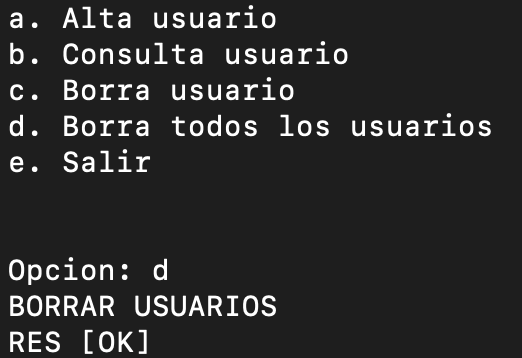 a. Alta usuario
b. Consulta usuario
c. Borra usuario
d. Borra todos los usuarios
e. Salir
Opcion: d
BORRAR USUARIOS
RES [OK]